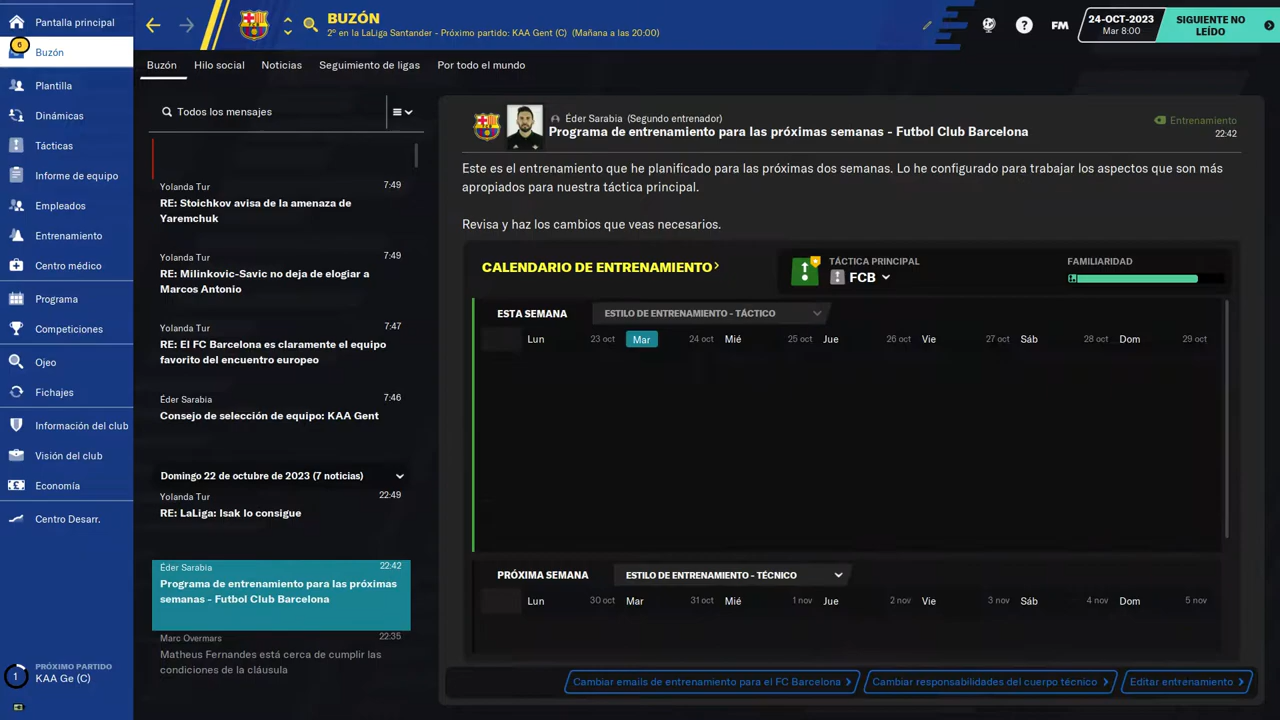 Pantalla principal
6
Buzón
Plantilla
Dinámicas
Tácticas
Informe de equipo
Empleados
Entrenamiento
Centro médico
Programa
Competiciones
Ojeo
Fichajes
Información del club
Visión del club
Economía
Centro Desarr.
1
PRÓXIMO PARTIDO
KAA Ge (C)
BUZÓN
2º en la LaLiga Santander - Próximo partido: KAA Gent (C) (Mañana a las 20:00)
FM
24-OCT-2023
Mar 8:00
SIGUIENTE NO
LEÍDO
Buzón Hilo social Noticias Seguimiento de ligas Por todo el mundo
Todos los mensajes
Yolanda Tur 7:49
RE: Stoichkov avisa de la amenaza de
Yaremchuk
Yolanda Tur 7:49
RE: Milinkovic-Savic no deja de elogiar a
Marcos Antonio
Yolanda Tur 7:47
RE: El FC Barcelona es claramente el equipo
favorito del encuentro europeo
Éder Sarabia 7:46
Consejo de selección de equipo: KAA Gent
Domingo 22 de octubre de 2023 (7 noticias)
Yolanda Tur 22:49
RE: LaLiga: Isak lo consigue
Éder Sarabia 22:42
Programa de entrenamiento para las próximas
semanas - Futbol Club Barcelona
Marc Overmars 22:35
Matheus Fernandes está cerca de cumplir las
condiciones de la cláusula
Éder Sarabia (Segundo entrenador)
Programa de entrenamiento para las próximas semanas - Futbol Club Barcelona
Entrenamiento
22:42
Este es el entrenamiento que he planificado para las próximas dos semanas. Lo he configurado para trabajar los aspectos que son más
apropiados para nuestra táctica principal.
Revisa y haz los cambios que veas necesarios.
CALENDARIO DE ENTRENAMIENTO
TÁCTICA PRINCIPAL
FCB
FAMILIARIDAD
ESTA SEMANA ESTILO DE ENTRENAMIENTO - TÁCTICO
Lun 23 oct Mar 24 oct Mié 25 oct Jue 26 oct Vie 27 oct Sáb 28 oct Dom 29 oct
PRÓXIMA SEMANA ESTILO DE ENTRENAMIENTO - TÉCNICO
Lun 30 oct Mar 31 oct Mié 1 nov Jue 2 nov Vie 3 nov Sáb 4 nov Dom 5 nov
Cambiar emails de entrenamiento para el FC Barcelona Cambiar responsabilidades del cuerpo técnico Editar entrenamiento